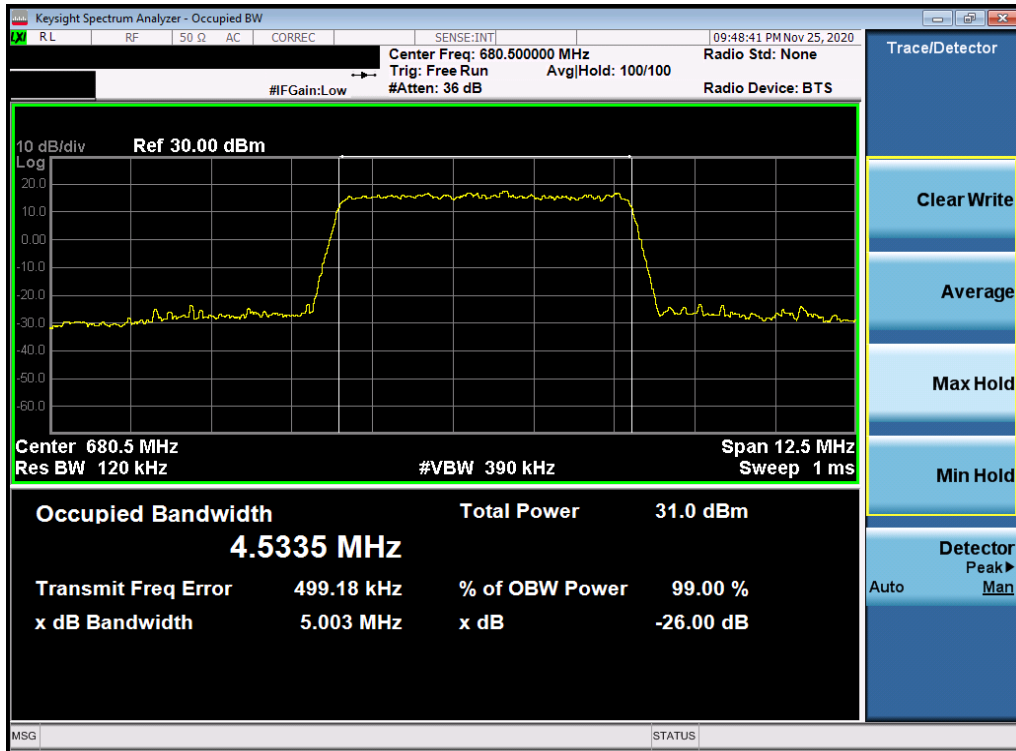 Keysight Spectrum Analyzer - Occupied BW
LXI RL RF 50 Ω AC CORREC SENSE:INT 09:48:41 PM Nov 25, 2020
Center Freq: 680.500000 MHz Radio Std: None
Trig: Free Run Avg|Hold: 100/100
#IFGain:Low #Atten: 36 dB Radio Device: BTS
10 dB/div Ref 30.00 dBm
Log
20.0
10.0
0.00
-10.0
-20.0
-30.0
-40.0
-50.0
-60.0
Center 680.5 MHz Span 12.5 MHz
Res BW 120 kHz #VBW 390 kHz Sweep 1 ms
Occupied Bandwidth Total Power 31.0 dBm
4.5335 MHz
Transmit Freq Error 499.18 kHz % of OBW Power 99.00 %
x dB Bandwidth 5.003 MHz x dB -26.00 dB
MSG STATUS
Trace/Detector
Clear Write
Average
Max Hold
Min Hold
Detector
Peak▶
Auto Man